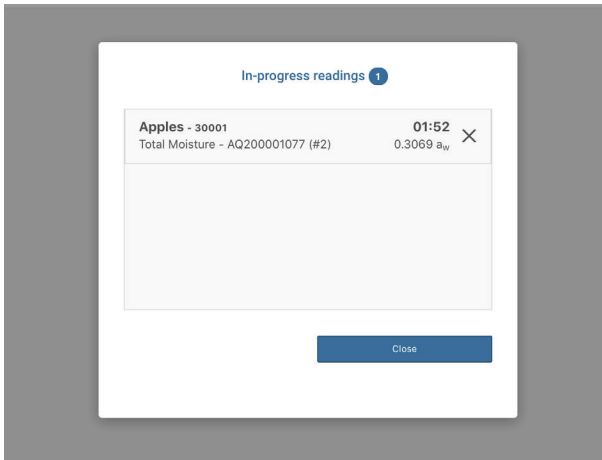 In-progress readings 1
Apples - 30001 01:52
Total Moisture - AQ200001077 (#2) 0.3069 aw
Close